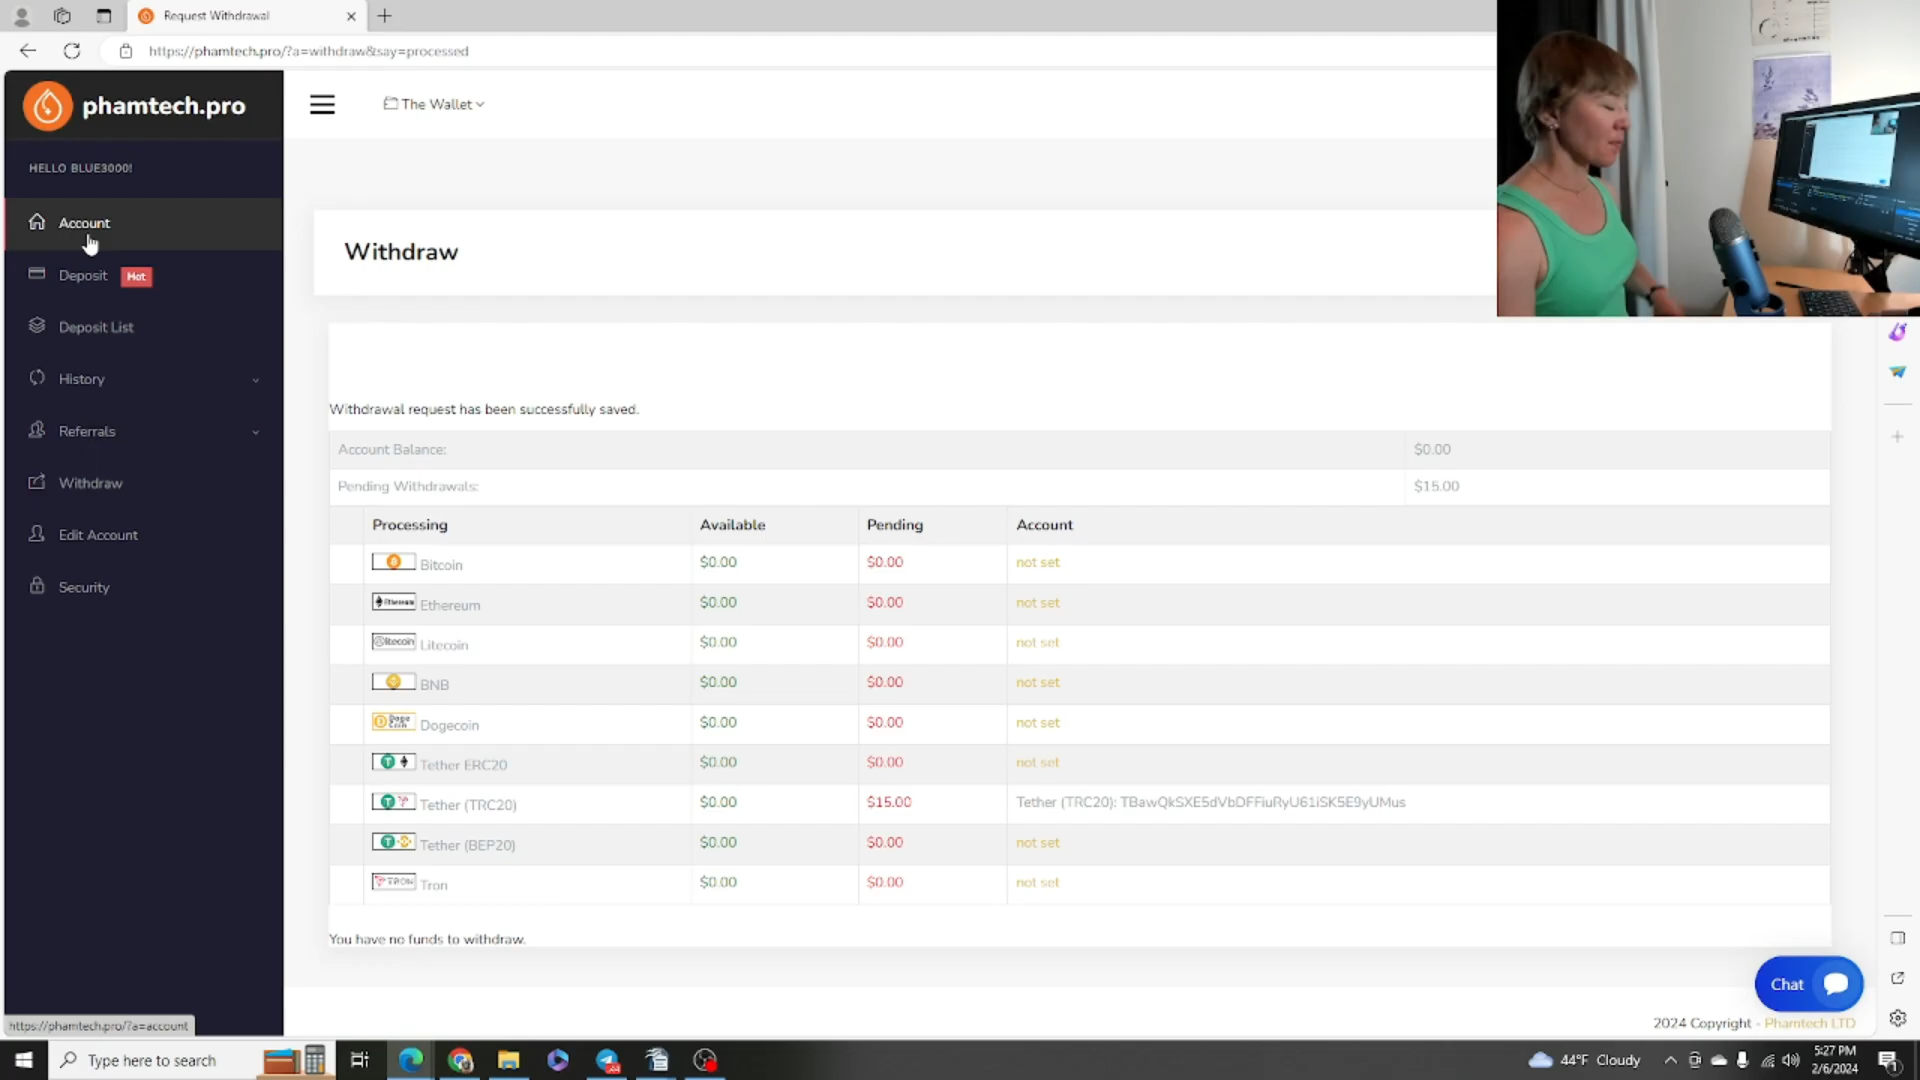 Request Withdrawal
https://phamtech.pro/?a=withdraw&say=processed
phamtech.pro
The Wallet
HELLO BLUE3000!
Account
Deposit Hot
Deposit List
History
Referrals
Withdraw
Edit Account
Security
Withdraw
Withdrawal request has been successfully saved.
Account Balance: $0.00
Pending Withdrawals: $15.00
Processing Available Pending Account
Bitcoin $0.00 $0.00 not set
Ethereum Ethereum $0.00 $0.00 not set
litecoin Litecoin $0.00 $0.00 not set
BNB $0.00 $0.00 not set
Doge Coin Dogecoin $0.00 $0.00 not set
Tether ERC20 $0.00 $0.00 not set
Tether (TRC20) $0.00 $15.00 Tether (TRC20): TBawQkSXE5dVbDFFiuRyU61iSK5E9yUMus
Tether (BEP20) $0.00 $0.00 not set
TRON Tron $0.00 $0.00 not set
You have no funds to withdraw.
Chat
2024 Copyright - Phamtech LTD
https://phamtech.pro/?a=account
Type here to search
44°F Cloudy
5:27 PM
2/6/2024